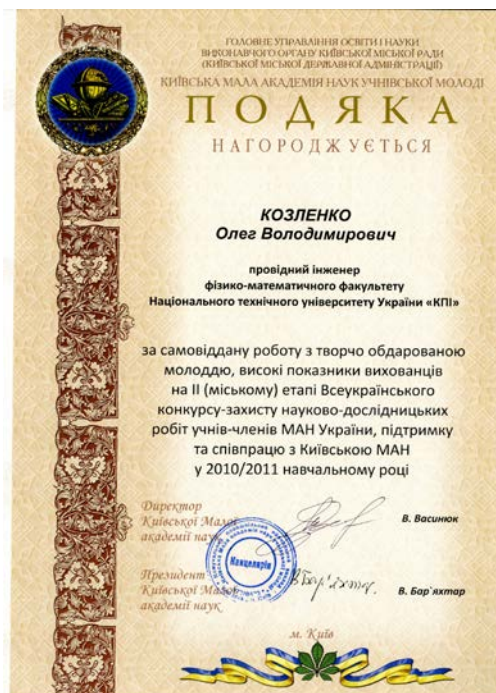 ГОЛОВНЕ УПРАВЛІННЯ ОСВІТИ І НАУКИ
ВИКОНАВЧОГО ОРГАНУ КИЇВСЬКОЇ МІСЬКОЇ РАДИ
(КИЇВСЬКОЇ МІСЬКОЇ ДЕРЖАВНОЇ АДМІНІСТРАЦІЇ)
КИЇВСЬКА МАЛА АКАДЕМІЯ НАУК УЧНІВСЬКОЇ МОЛОДІ
ПОДЯКА
НАГОРОДЖУЄТЬСЯ
КОЗЛЕНКО
Олег Володимирович
провідний інженер
фізико-математичного факультету
Національного технічного університету України «КПІ»
за самовіддану роботу з творчо обдарованою
молоддю, високі показники вихованців
на ІІ (міському) етапі Всеукраїнського
конкурсу-захисту науково-дослідницьких
робіт учнів-членів МАН України, підтримку
та співпрацю з Київською МАН
у 2010/2011 навчальному році
Директор
Київської Малої
академії наук
В. Васинюк
Канцелярія
Президент
Київської Малої
академії наук
В. Бар`яхтар
м. Київ